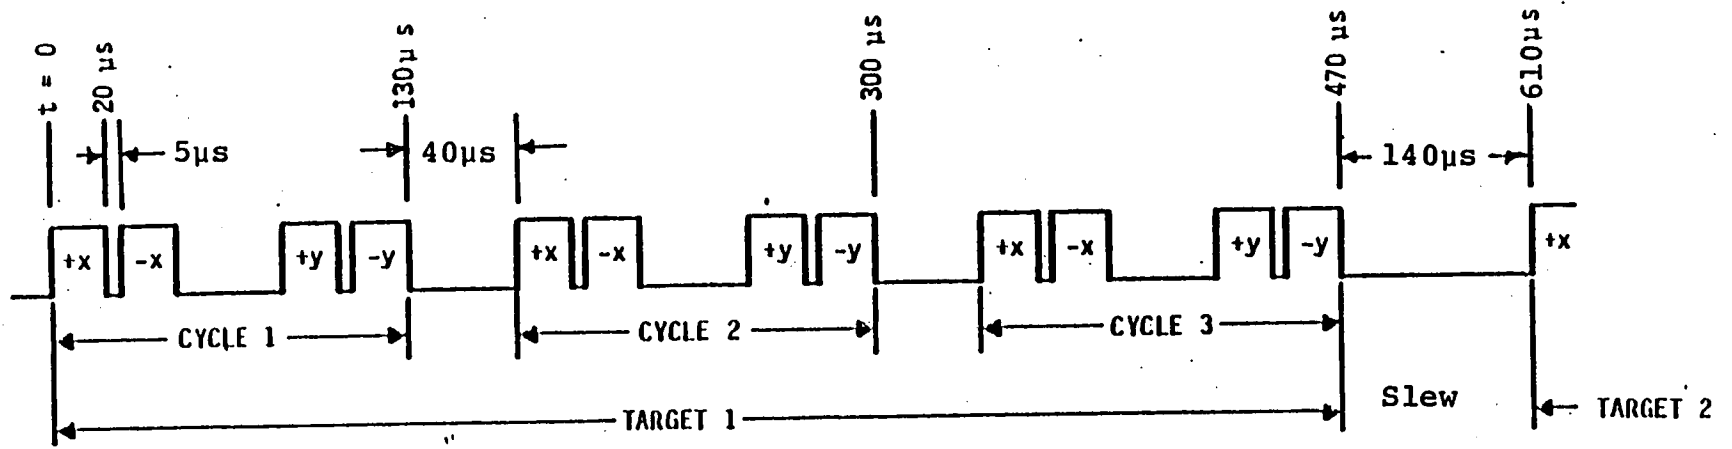 t = 0
20 µs
130µs
300 µs
470 µs
610µs
5µs
40µs
140µs
+x
-x
+y
-y
+x
-x
+y
-y
+x
-x
+y
-y
+x
CYCLE 1
CYCLE 2
CYCLE 3
Slew
TARGET 1
TARGET 2